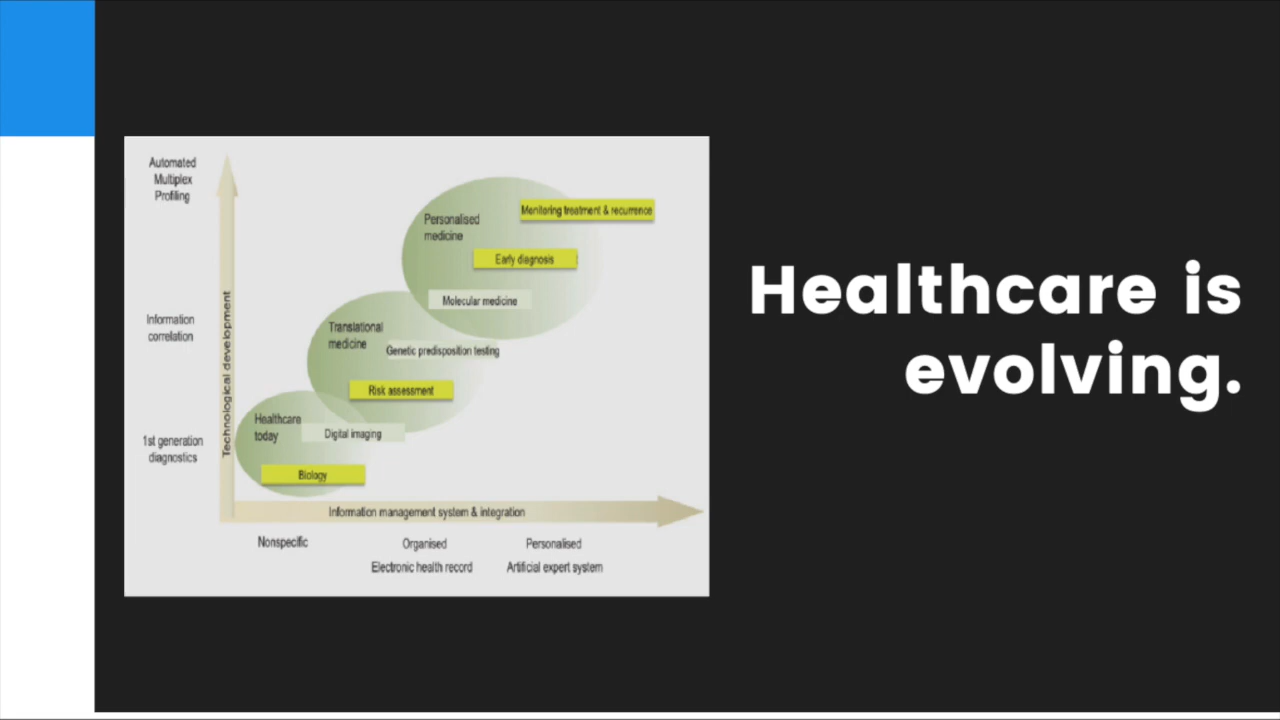 Automated
Multiplex
Profiling
Information
correlation
1st generation
diagnostics
Technological development
Personalised
medicine
Monitoring treatment & recurrence
Early diagnosis
Molecular medicine
Translational
medicine
Genetic predisposition testing
Risk assessment
Healthcare
today
Digital imaging
Biology
Information management system & integration
Nonspecific
Organised
Electronic health record
Personalised
Artificial expert system
Healthcare is
evolving.